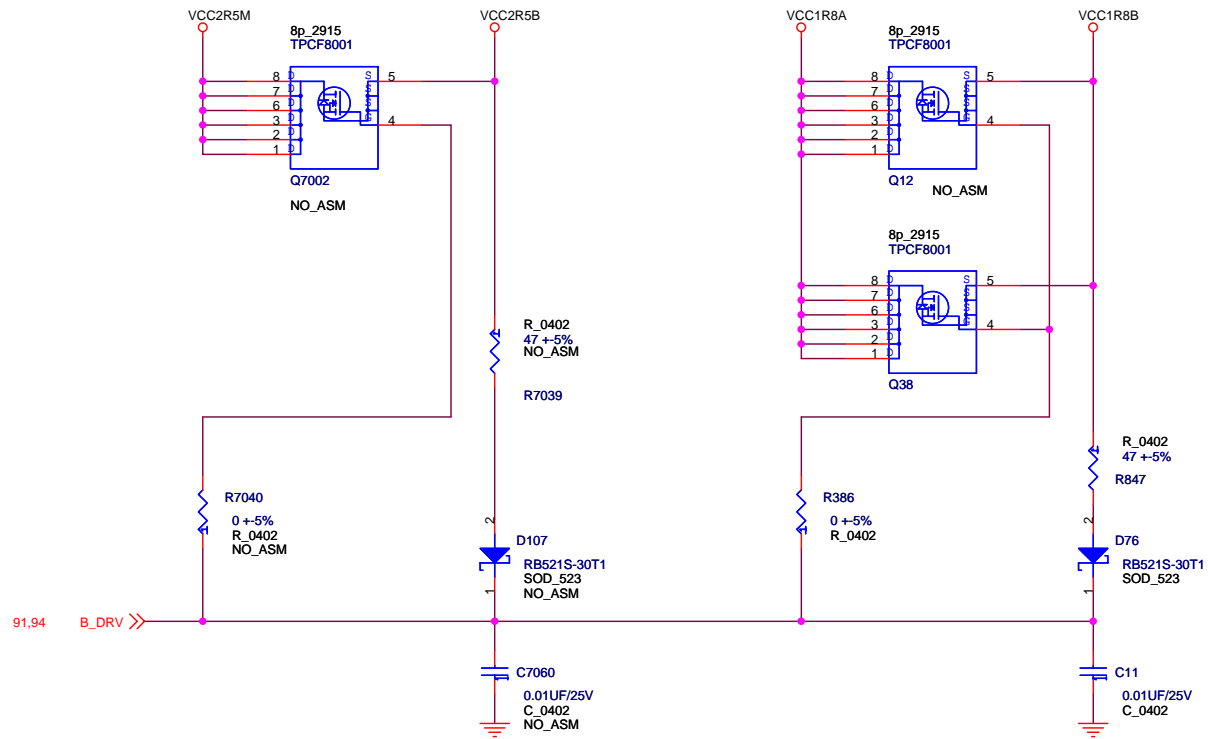 VCC2R5M
VCC2R5B
VCC1R8A
VCC1R8B
8p_2915
TPCF8001
8 D
7 D
6 D
3 D
2 D
1 D
S 5
S
S
G 4
Q7002
NO_ASM
8p_2915
TPCF8001
8 D
7 D
6 D
3 D
2 D
1 D
S 5
S
S
G 4
Q12
NO_ASM
8p_2915
TPCF8001
8 D
7 D
6 D
3 D
2 D
1 D
S 5
S
S
G 4
Q38
R_0402
47 +-5%
NO_ASM
R7039
1
R_0402
47 +-5%
R847
1
R7040
0 +-5%
R_0402
NO_ASM
1
R386
0 +-5%
R_0402
1
2
D107
RB521S-30T1
SOD_523
NO_ASM
1
2
D76
RB521S-30T1
SOD_523
1
91,94 B_DRV
C7060
0.01UF/25V
C_0402
NO_ASM
C11
0.01UF/25V
C_0402